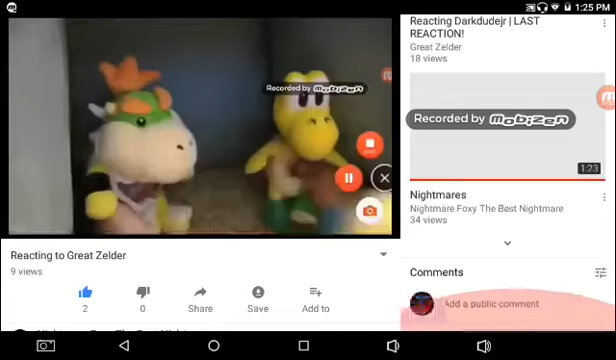 1:25 PM
Recorded by mobizen
Reacting to Great Zelder
9 views
2
0
Share
Save
Add to
Reacting Darkdudejr | LAST
REACTION!
Great Zelder
18 views
Recorded by mobizen
1:23
Nightmares
Nightmare Foxy The Best Nightmare
34 views
Comments
Add a public comment